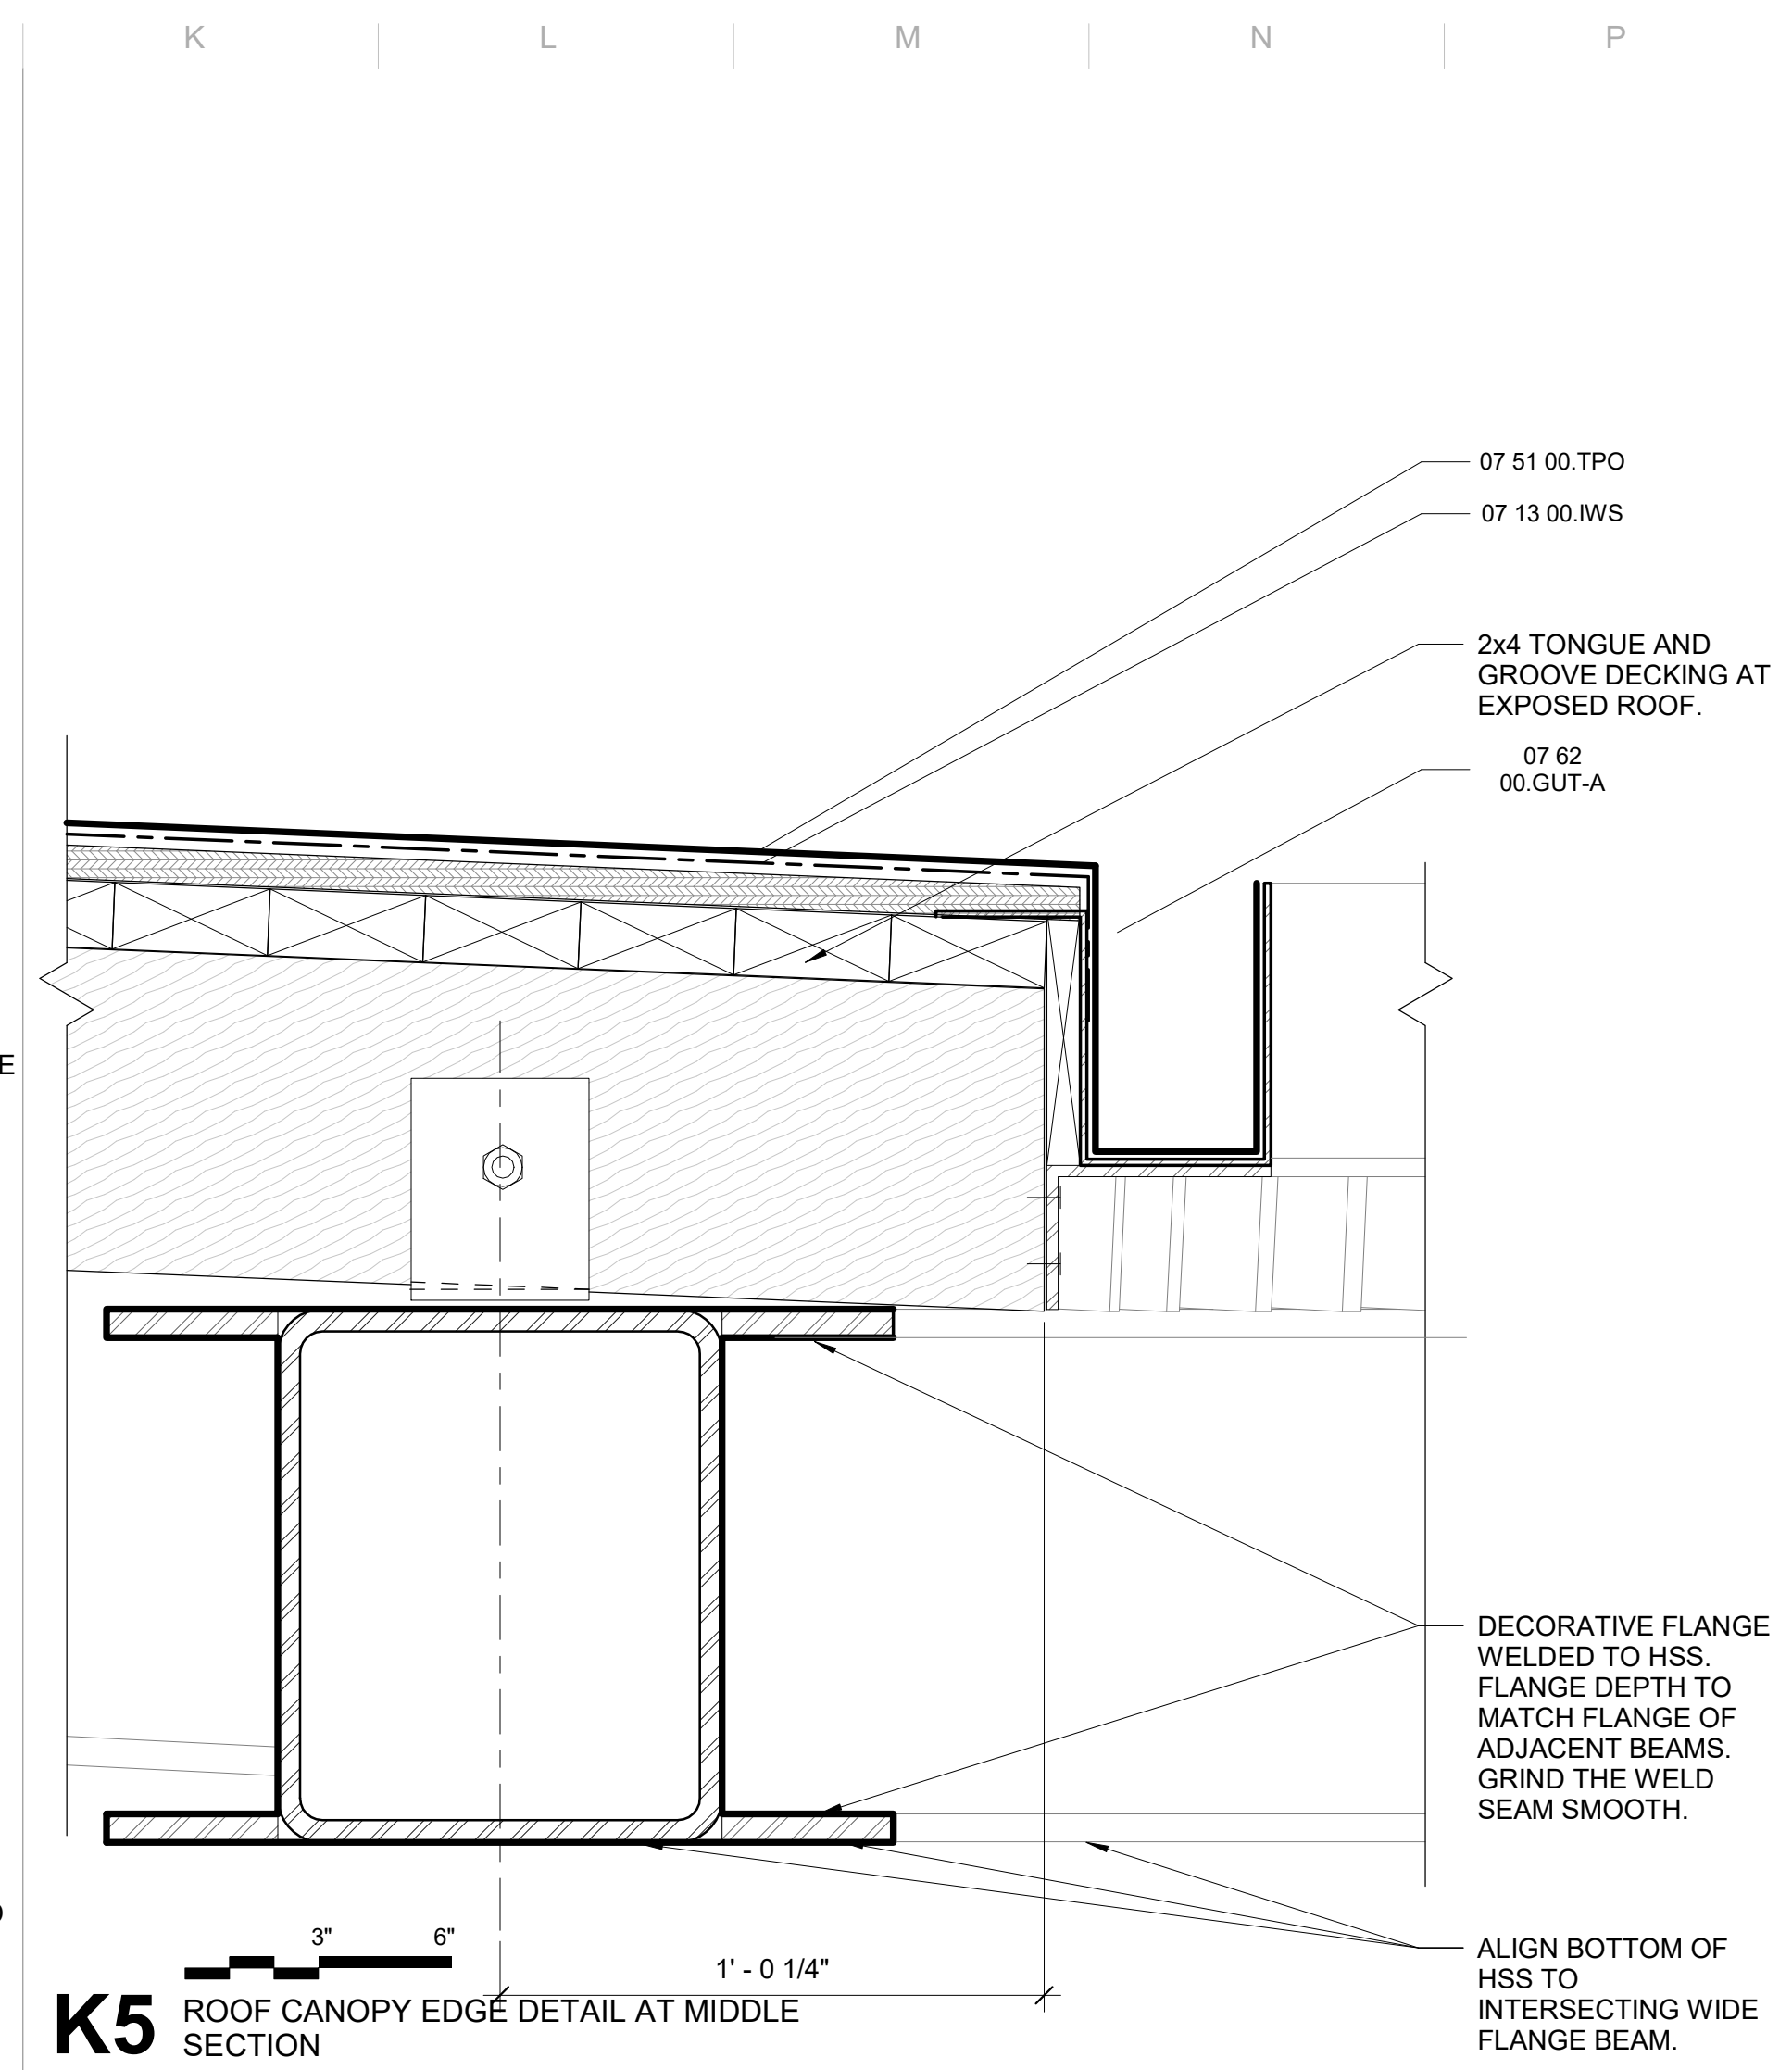 K
L
M
N
P
07 51 00.TPO
07 13 00.IWS
2x4 TONGUE AND
GROOVE DECKING AT
EXPOSED ROOF.
07 62
00.GUT-A
E
DECORATIVE FLANGE
WELDED TO HSS.
FLANGE DEPTH TO
MATCH FLANGE OF
ADJACENT BEAMS.
GRIND THE WELD
SEAM SMOOTH.
3"
6"
1' - 0 1/4"
ALIGN BOTTOM OF
HSS TO
INTERSECTING WIDE
FLANGE BEAM.
K5
ROOF CANOPY EDGE DETAIL AT MIDDLE
SECTION